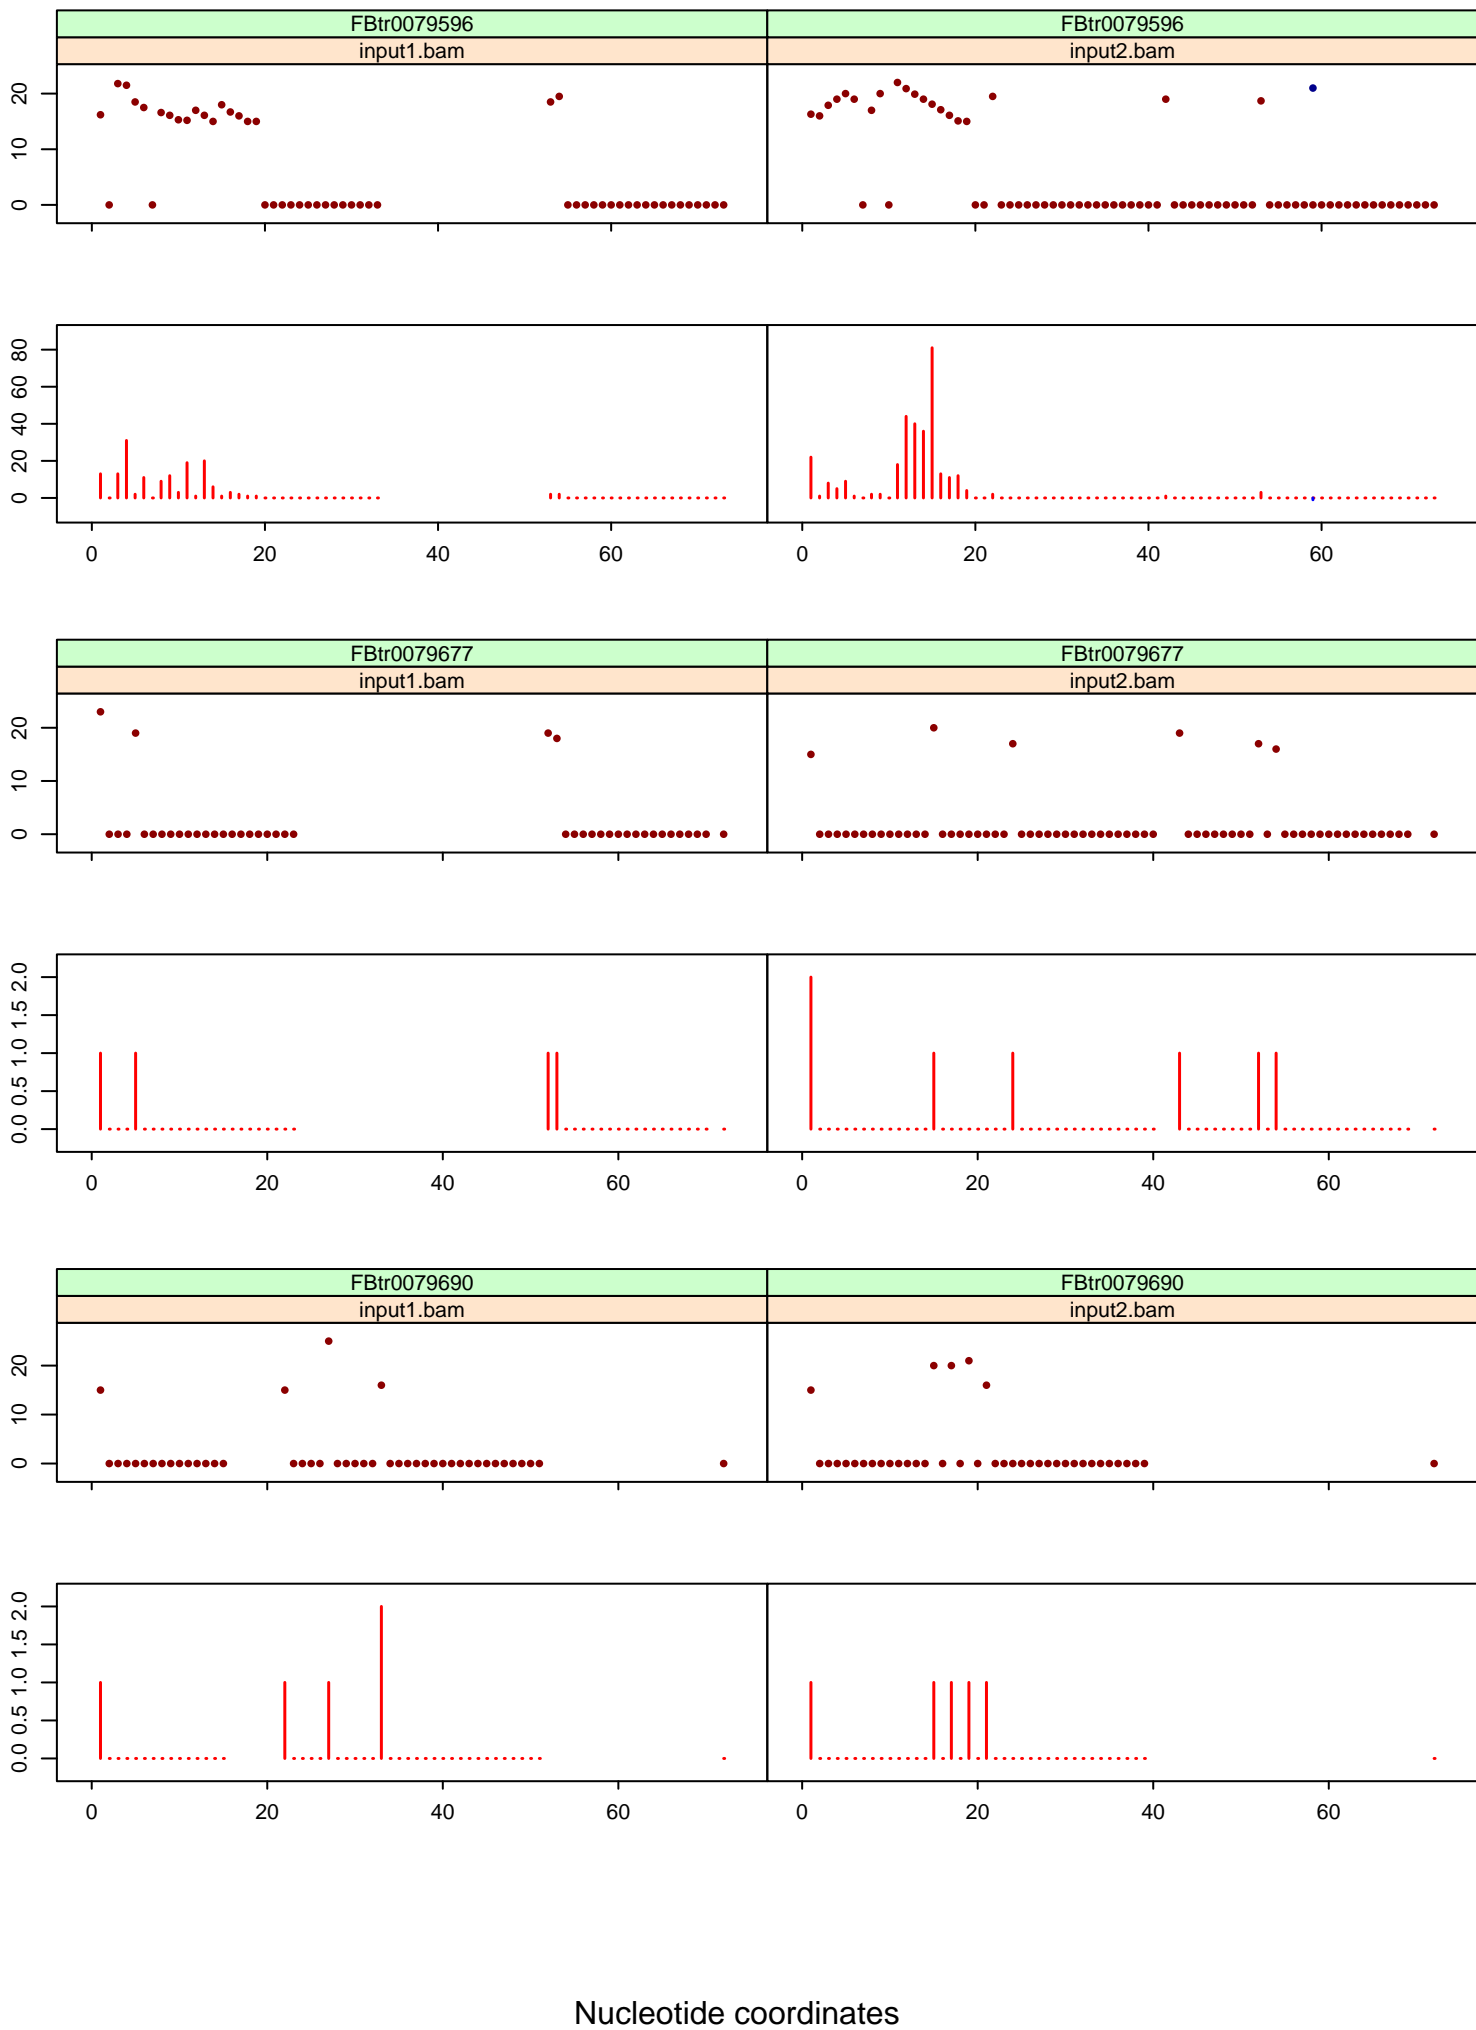 FBtr0079596 FBtr0079596
input1.bam input2.bam
20
10
0
80
60
40
20
0
0 20 40 60 0 20 40 60
FBtr0079677 FBtr0079677
input1.bam input2.bam
20
10
0
2.0
1.5
1.0
0.5
0.0
0 20 40 60 0 20 40 60
FBtr0079690 FBtr0079690
input1.bam input2.bam
20
10
0
2.0
1.5
1.0
0.5
0.0
0 20 40 60 0 20 40 60
Nucleotide coordinates